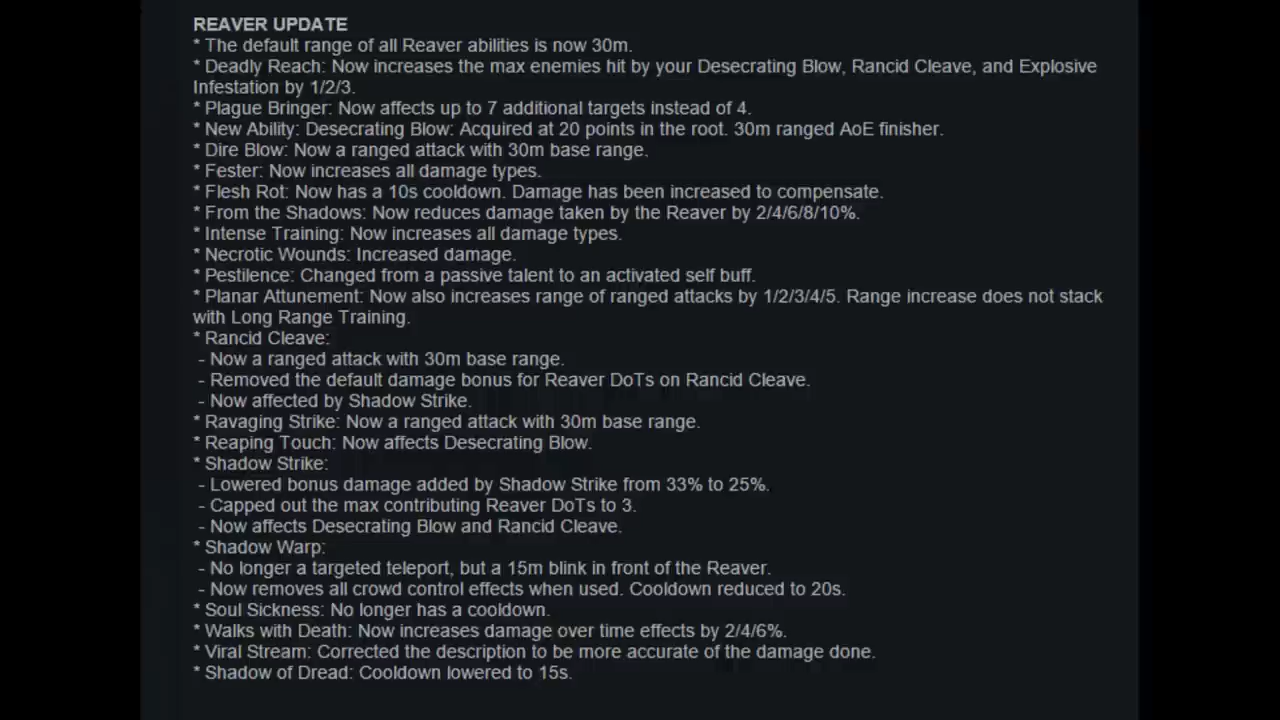 REAVER UPDATE
* The default range of all Reaver abilities is now 30m.
* Deadly Reach: Now increases the max enemies hit by your Desecrating Blow, Rancid Cleave, and Explosive
Infestation by 1/2/3.
* Plague Bringer: Now affects up to 7 additional targets instead of 4.
* New Ability: Desecrating Blow: Acquired at 20 points in the root. 30m ranged AoE finisher.
* Dire Blow: Now a ranged attack with 30m base range.
* Fester: Now increases all damage types.
* Flesh Rot: Now has a 10s cooldown. Damage has been increased to compensate.
* From the Shadows: Now reduces damage taken by the Reaver by 2/4/6/8/10%.
* Intense Training: Now increases all damage types.
* Necrotic Wounds: Increased damage.
* Pestilence: Changed from a passive talent to an activated self buff.
* Planar Attunement: Now also increases range of ranged attacks by 1/2/3/4/5. Range increase does not stack
with Long Range Training.
* Rancid Cleave:
- Now a ranged attack with 30m base range.
- Removed the default damage bonus for Reaver DoTs on Rancid Cleave.
- Now affected by Shadow Strike.
* Ravaging Strike: Now a ranged attack with 30m base range.
* Reaping Touch: Now affects Desecrating Blow.
* Shadow Strike:
- Lowered bonus damage added by Shadow Strike from 33% to 25%.
- Capped out the max contributing Reaver DoTs to 3.
- Now affects Desecrating Blow and Rancid Cleave.
* Shadow Warp:
- No longer a targeted teleport, but a 15m blink in front of the Reaver.
- Now removes all crowd control effects when used. Cooldown reduced to 20s.
* Soul Sickness: No longer has a cooldown.
* Walks with Death: Now increases damage over time effects by 2/4/6%.
* Viral Stream: Corrected the description to be more accurate of the damage done.
* Shadow of Dread: Cooldown lowered to 15s.